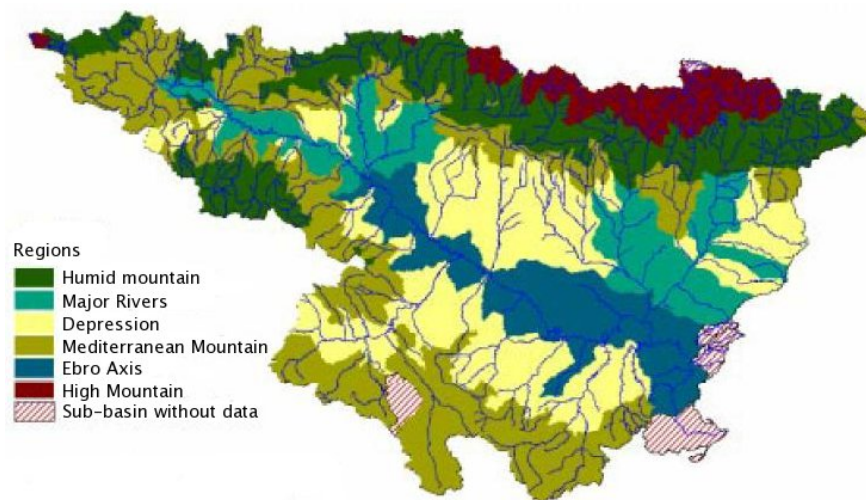 Regions
Humid mountain
Major Rivers
Depression
Mediterranean Mountain
Ebro Axis
High Mountain
Sub-basin without data